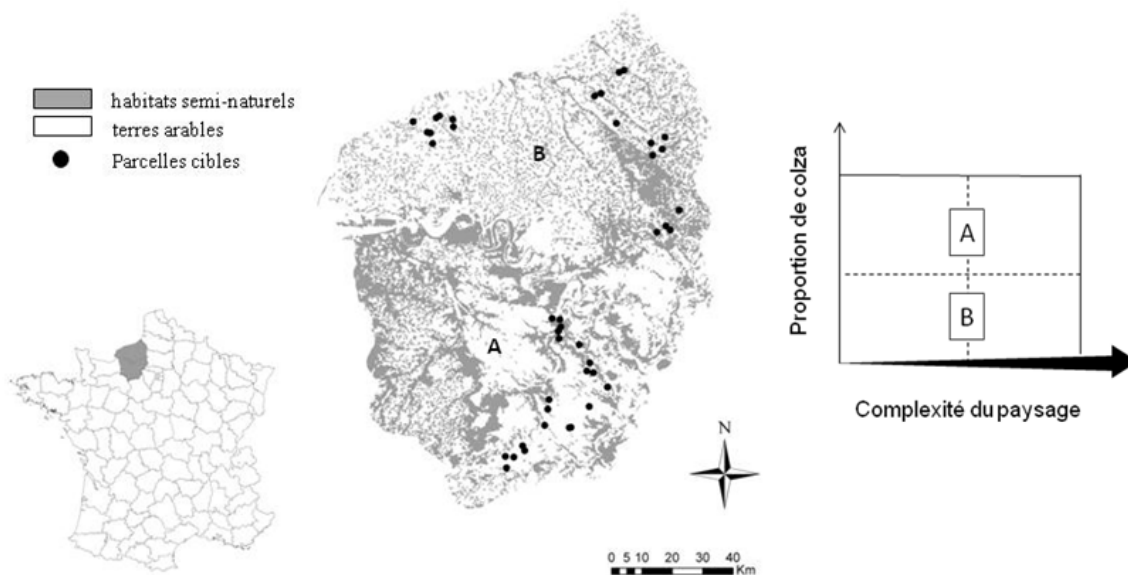 habitats semi-naturels
terres arables
Parcelles cibles
B
A
N
0 5 10 20 30 40
Km
Proportion de colza
A
B
Complexité du paysage